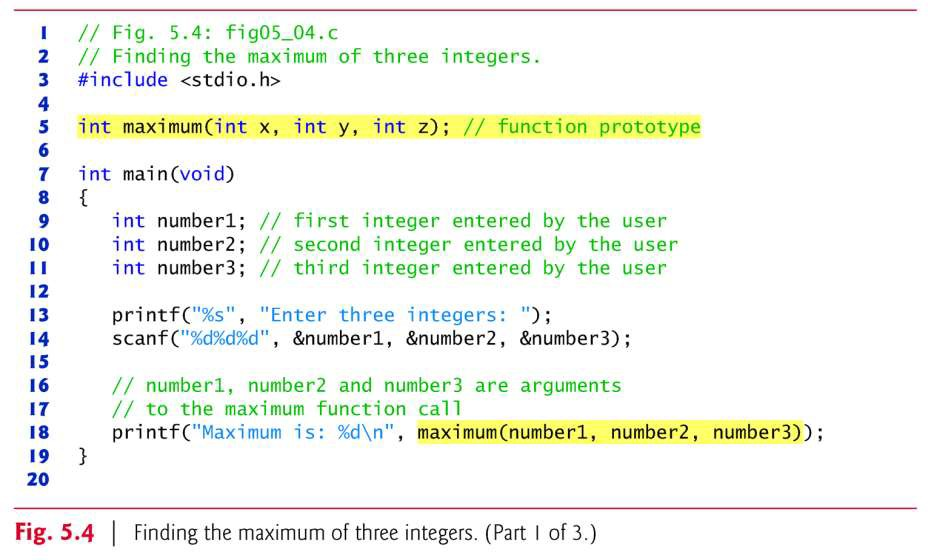 1 // Fig. 5.4: fig05_04.c
2 // Finding the maximum of three integers.
3 #include <stdio.h>
4
5 int maximum(int x, int y, int z); // function prototype
6
7 int main(void)
8 {
9    int number1; // first integer entered by the user
10    int number2; // second integer entered by the user
11    int number3; // third integer entered by the user
12
13    printf("%s", "Enter three integers: ");
14    scanf("%d%d%d", &number1, &number2, &number3);
15
16    // number1, number2 and number3 are arguments
17    // to the maximum function call
18    printf("Maximum is: %d\n", maximum(number1, number2, number3));
19 }
20
Fig. 5.4 | Finding the maximum of three integers. (Part 1 of 3.)